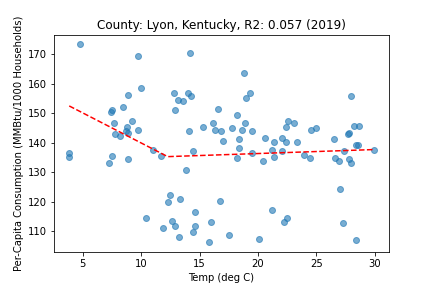 County: Lyon, Kentucky, R2: 0.057 (2019)
Per-Capita Consumption (MMBtu/1000 Households)
170
160
150
140
130
120
110
5 10 15 20 25 30
Temp (deg C)